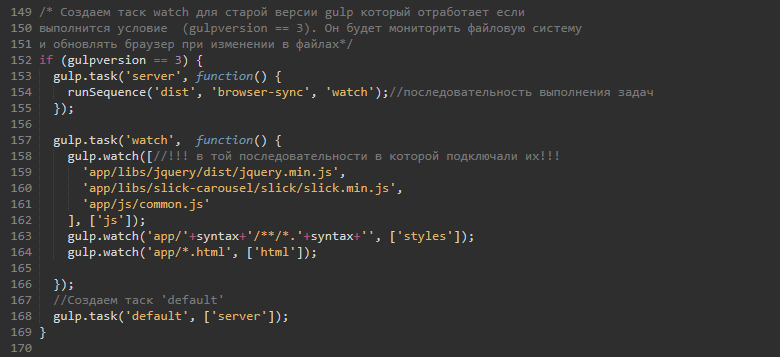 149 /* Создаем таск watch для старой версии gulp который отработает если
150 выполнится условие  (gulpversion == 3). Он будет мониторить файловую систему
151 и обновлять браузер при изменении в файлах*/
152 if (gulpversion == 3) {
153   gulp.task('server', function() {
154     runSequence('dist', 'browser-sync', 'watch');//последовательность выполнения задач
155   });
156
157   gulp.task('watch',  function() {
158     gulp.watch([//!!! в той последовательности в которой подключали их!!!
159       'app/libs/jquery/dist/jquery.min.js',
160       'app/libs/slick-carousel/slick/slick.min.js',
161       'app/js/common.js'
162     ], ['js']);
163     gulp.watch('app/'+syntax+'/**/*.'+syntax+'', ['styles']);
164     gulp.watch('app/*.html', ['html']);
165
166   });
167   //Создаем таск 'default'
168   gulp.task('default', ['server']);
169 }
170